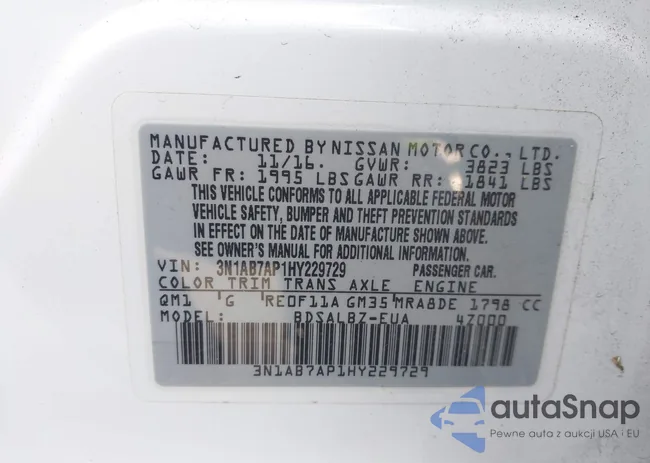 MANUFACTURED BY NISSAN MOTOR CO., LTD.
DATE: 11/16. GVWR: 3823 LBS
GAWR FR: 1995 LBS GAWR RR: 1841 LBS
THIS VEHICLE CONFORMS TO ALL APPLICABLE FEDERAL MOTOR
VEHICLE SAFETY, BUMPER AND THEFT PREVENTION STANDARDS
IN EFFECT ON THE DATE OF MANUFACTURE SHOWN ABOVE.
SEE OWNER'S MANUAL FOR ADDITIONAL INFORMATION.
VIN: 3N1AB7AP1HY229729 PASSENGER CAR.
COLOR TRIM TRANS AXLE ENGINE
QM1 G RE0F11A GM35 MRA8DE 1798 CC
MODEL: BDSALBZ-EUA 47000
3N1AB7AP1HY229729
autaSnap
Pewne auta z aukcji USA i EU